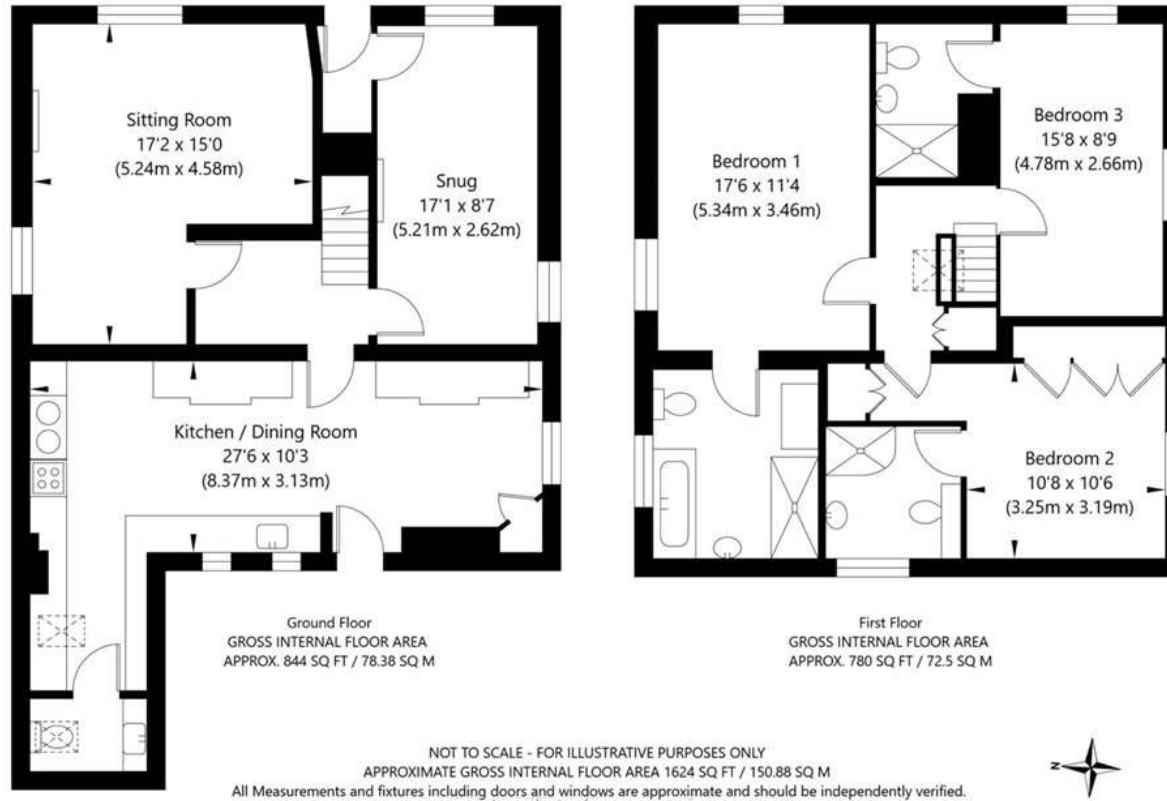 Sitting Room
17'2 x 15'0
(5.24m x 4.58m)
Snug
17'1 x 8'7
(5.21m x 2.62m)
Kitchen / Dining Room
27'6 x 10'3
(8.37m x 3.13m)
Ground Floor
GROSS INTERNAL FLOOR AREA
APPROX. 844 SQ FT / 78.38 SQ M
Bedroom 1
17'6 x 11'4
(5.34m x 3.46m)
Bedroom 3
15'8 x 8'9
(4.78m x 2.66m)
Bedroom 2
10'8 x 10'6
(3.25m x 3.19m)
First Floor
GROSS INTERNAL FLOOR AREA
APPROX. 780 SQ FT / 72.5 SQ M
NOT TO SCALE - FOR ILLUSTRATIVE PURPOSES ONLY
APPROXIMATE GROSS INTERNAL FLOOR AREA 1624 SQ FT / 150.88 SQ M
All Measurements and fixtures including doors and windows are approximate and should be independently verified.
N